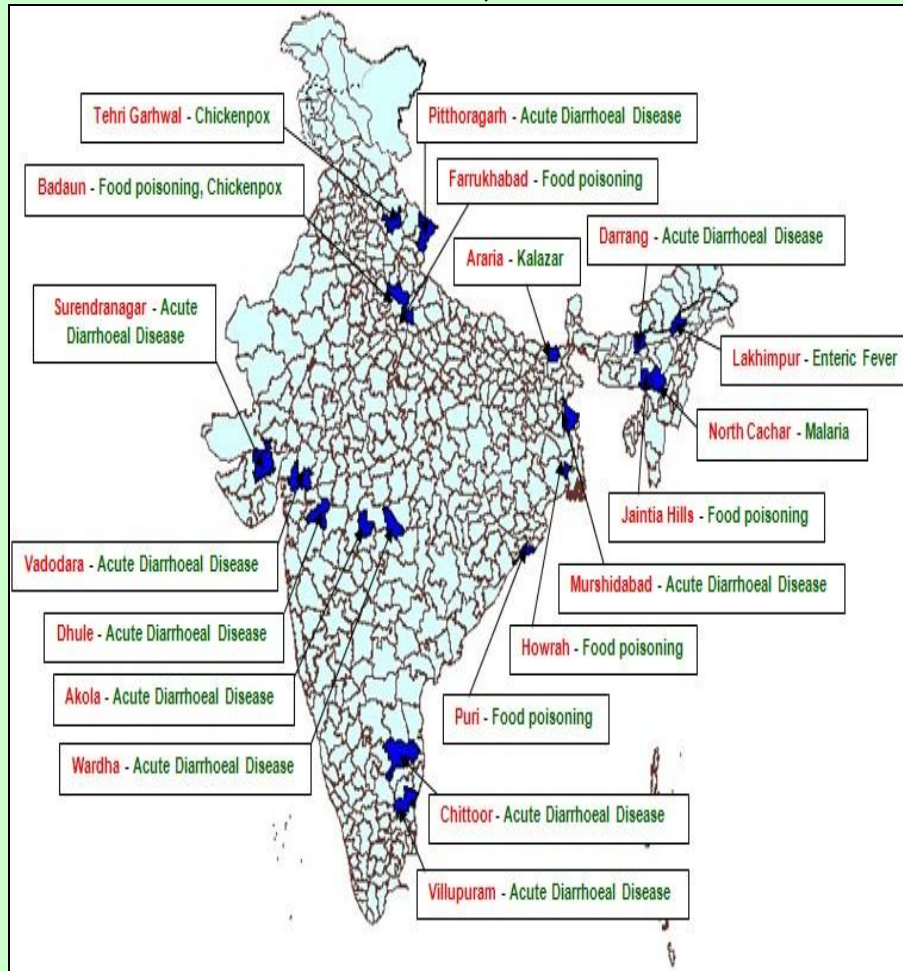 Tehri Garhwal - Chickenpox
Pitthoragarh - Acute Diarrhoeal Disease
Badaun - Food poisoning, Chickenpox
Farrukhabad - Food poisoning
Darrang - Acute Diarrhoeal Disease
Araria - Kalazar
Surendranagar - Acute
Diarrhoeal Disease
Lakhimpur - Enteric Fever
North Cachar - Malaria
Jaintia Hills - Food poisoning
Vadodara - Acute Diarrhoeal Disease
Murshidabad - Acute Diarrhoeal Disease
Dhule - Acute Diarrhoeal Disease
Howrah - Food poisoning
Akola - Acute Diarrhoeal Disease
Puri - Food poisoning
Wardha - Acute Diarrhoeal Disease
Chittoor - Acute Diarrhoeal Disease
Villupuram - Acute Diarrhoeal Disease